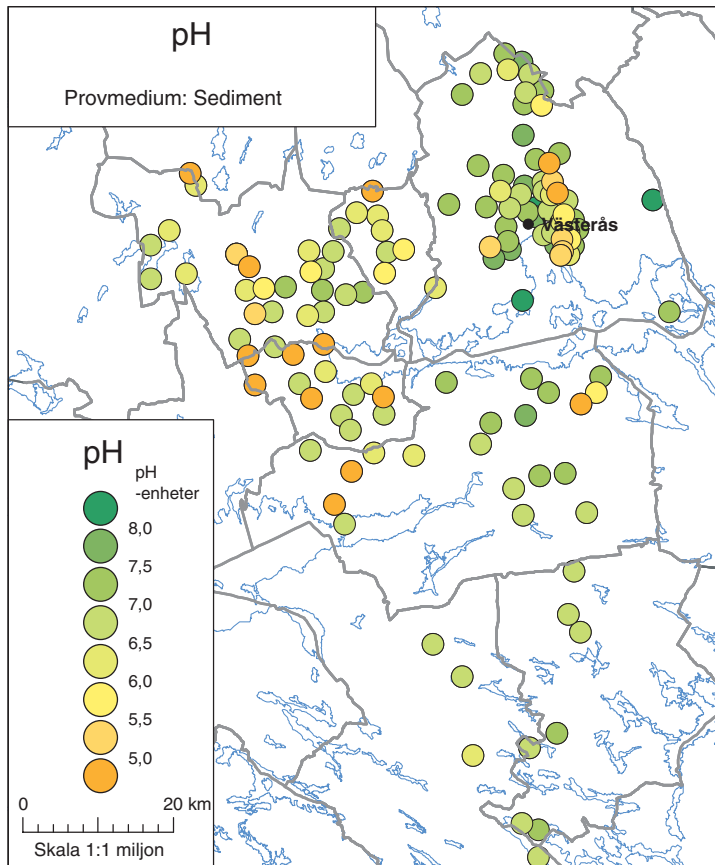 pH
Provmedium: Sediment
Västerås
pH
pH
-enheter
8,0
7,5
7,0
6,5
6,0
5,5
5,0
0 20 km
Skala 1:1 miljon